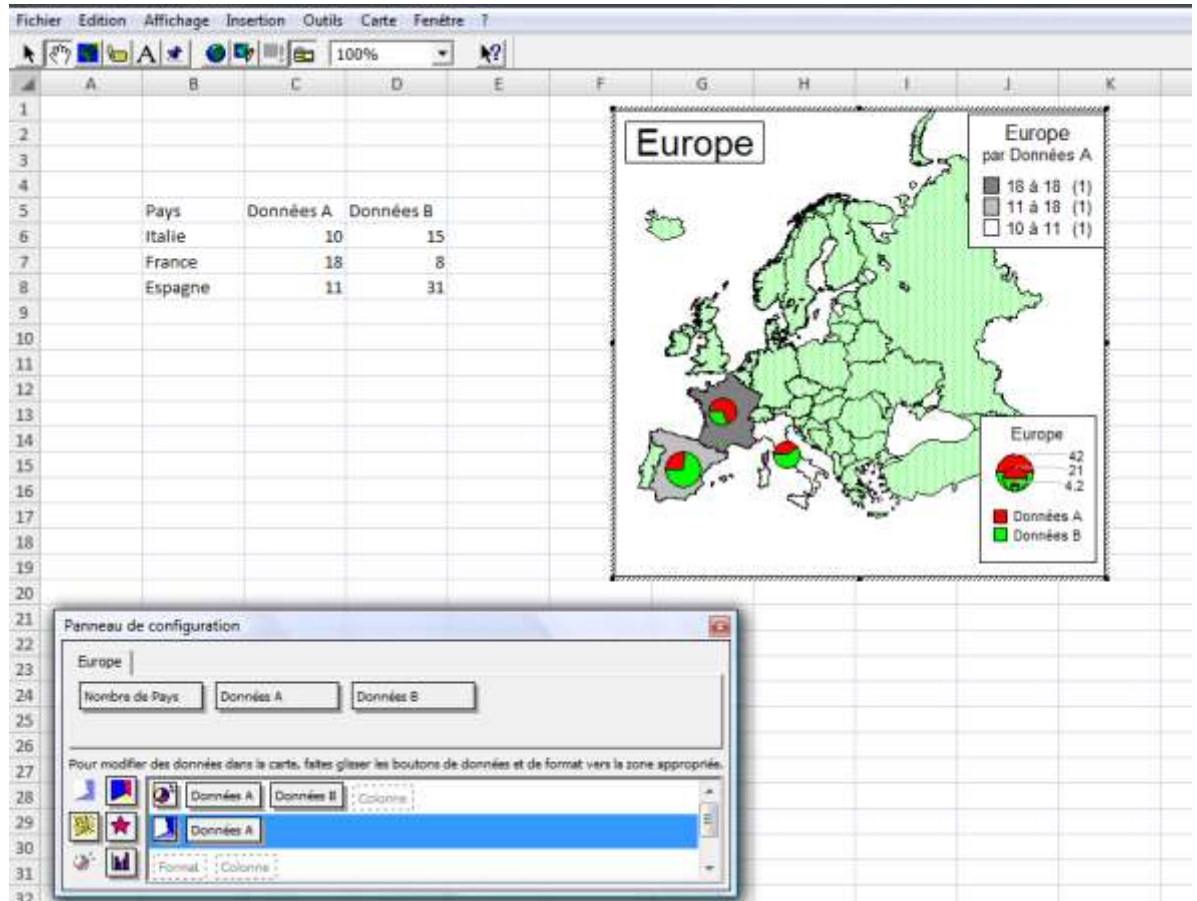 Fichier Edition Affichage Insertion Outils Carte Fenêtre ?
A 100% ?
A B C D E F G H I J K
1
2
3
4
5 Pays Données A Données B
6 Italie 10 15
7 France 18 8
8 Espagne 11 31
9
10
11
12
13
14
15
16
17
18
19
20
21
22
23
24
25
26
27
28
29
30
31
32
Europe
Europe
par Données A
18 à 18 (1)
11 à 18 (1)
10 à 11 (1)
Europe
42
21
4.2
Données A
Données B
Panneau de configuration
Europe
Nombre de Pays Données A Données B
Pour modifier des données dans la carte, faites glisser les boutons de données et de format vers la zone appropriée.
Données A Données B Colonne
Données A
Format Colonne